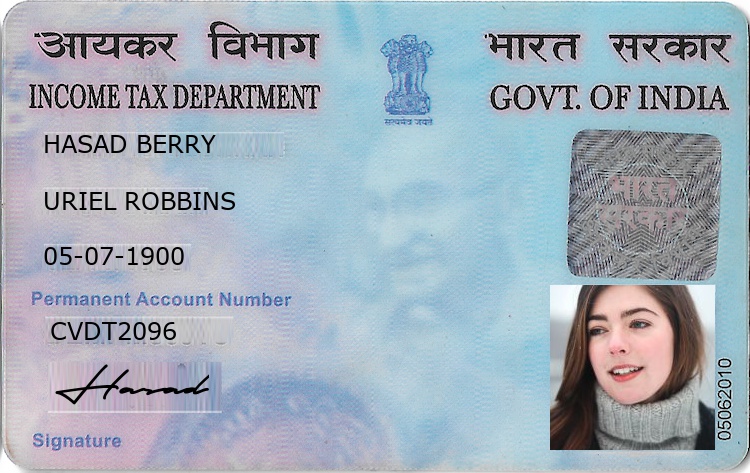 आयकर विभाग
भारत सरकार
INCOME TAX DEPARTMENT
GOVT. OF INDIA
सत्यमेव जयते
HASAD BERRY
भारत
सरकार
URIEL ROBBINS
05-07-1900
Permanent Account Number
CVDT2096
Hasad
Signature
05062010